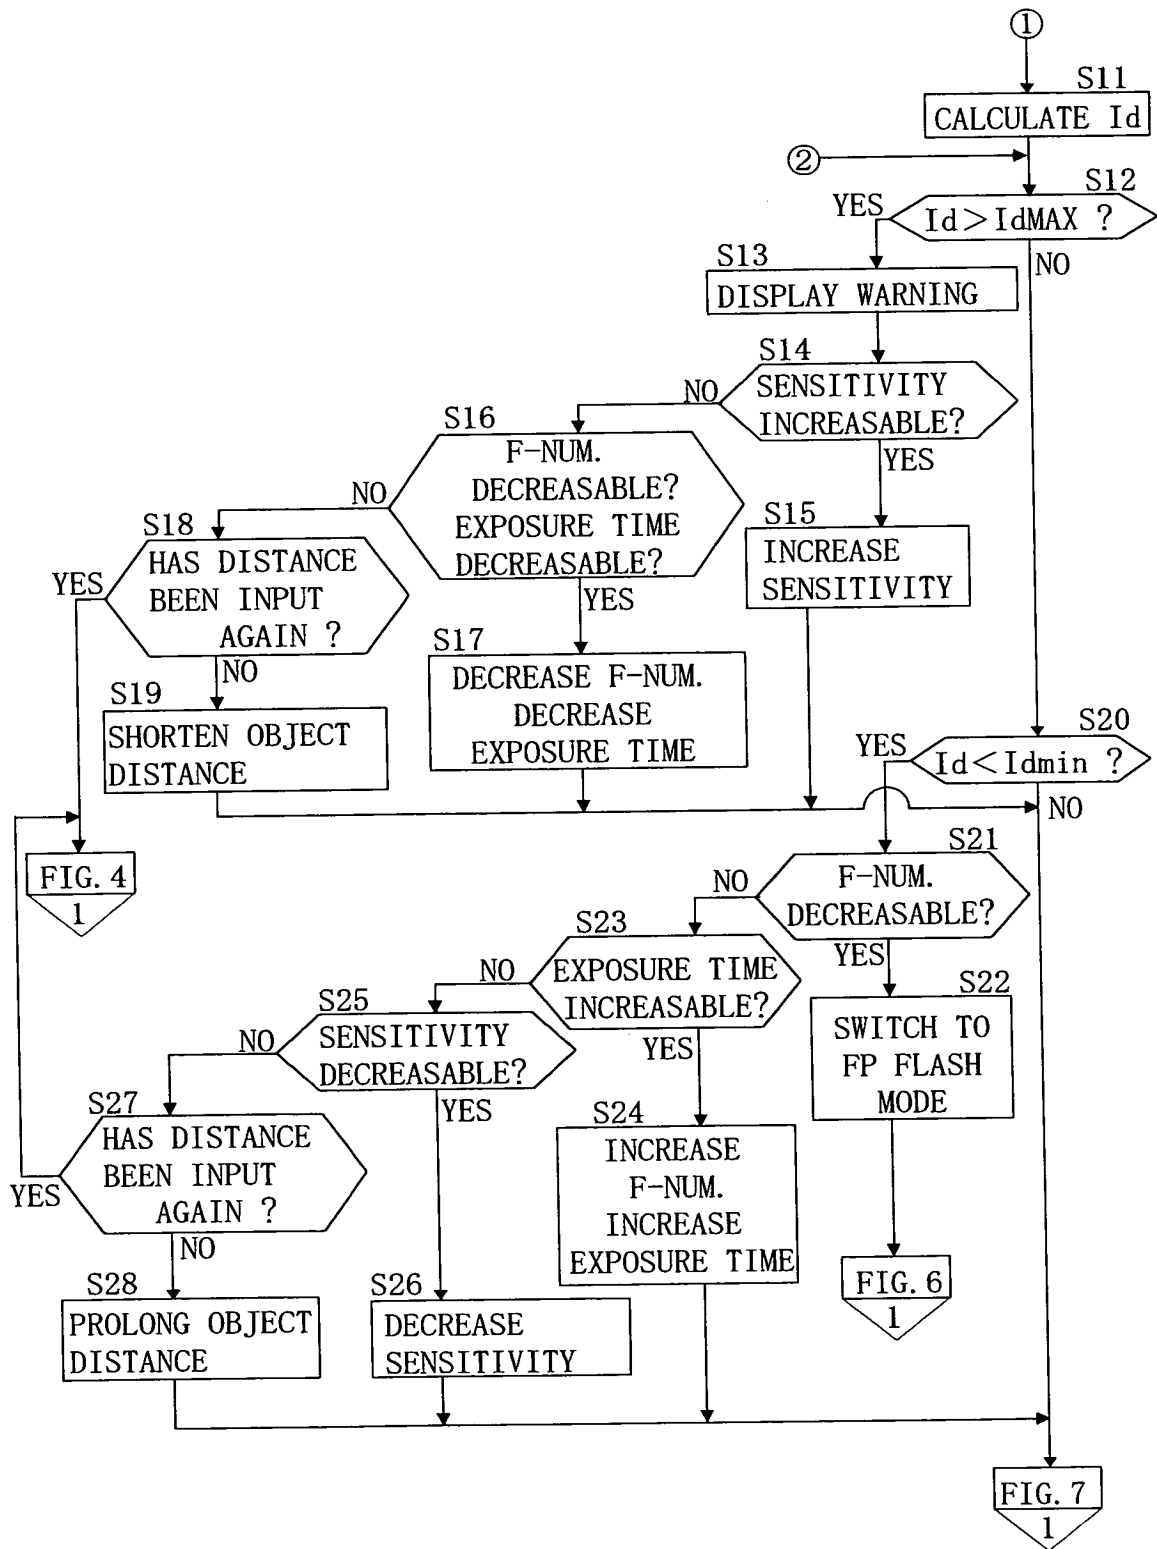 ①
S11
CALCULATE Id
②
S12
Id＞IdMAX ?
YES
NO
S13
DISPLAY WARNING
S14
SENSITIVITY
INCREASABLE?
NO
YES
S16
F-NUM.
DECREASABLE?
EXPOSURE TIME
DECREASABLE?
NO
YES
S15
INCREASE
SENSITIVITY
S18
HAS DISTANCE
BEEN INPUT
AGAIN ?
YES
NO
S17
DECREASE F-NUM.
DECREASE
EXPOSURE TIME
S19
SHORTEN OBJECT
DISTANCE
S20
Id＜Idmin ?
YES
NO
FIG. 4
1
S21
F-NUM.
DECREASABLE?
NO
YES
S22
SWITCH TO
FP FLASH
MODE
S23
EXPOSURE TIME
INCREASABLE?
NO
YES
S25
SENSITIVITY
DECREASABLE?
NO
YES
S24
INCREASE
F-NUM.
INCREASE
EXPOSURE TIME
S27
HAS DISTANCE
BEEN INPUT
AGAIN ?
YES
NO
FIG. 6
1
S28
PROLONG OBJECT
DISTANCE
S26
DECREASE
SENSITIVITY
FIG. 7
1